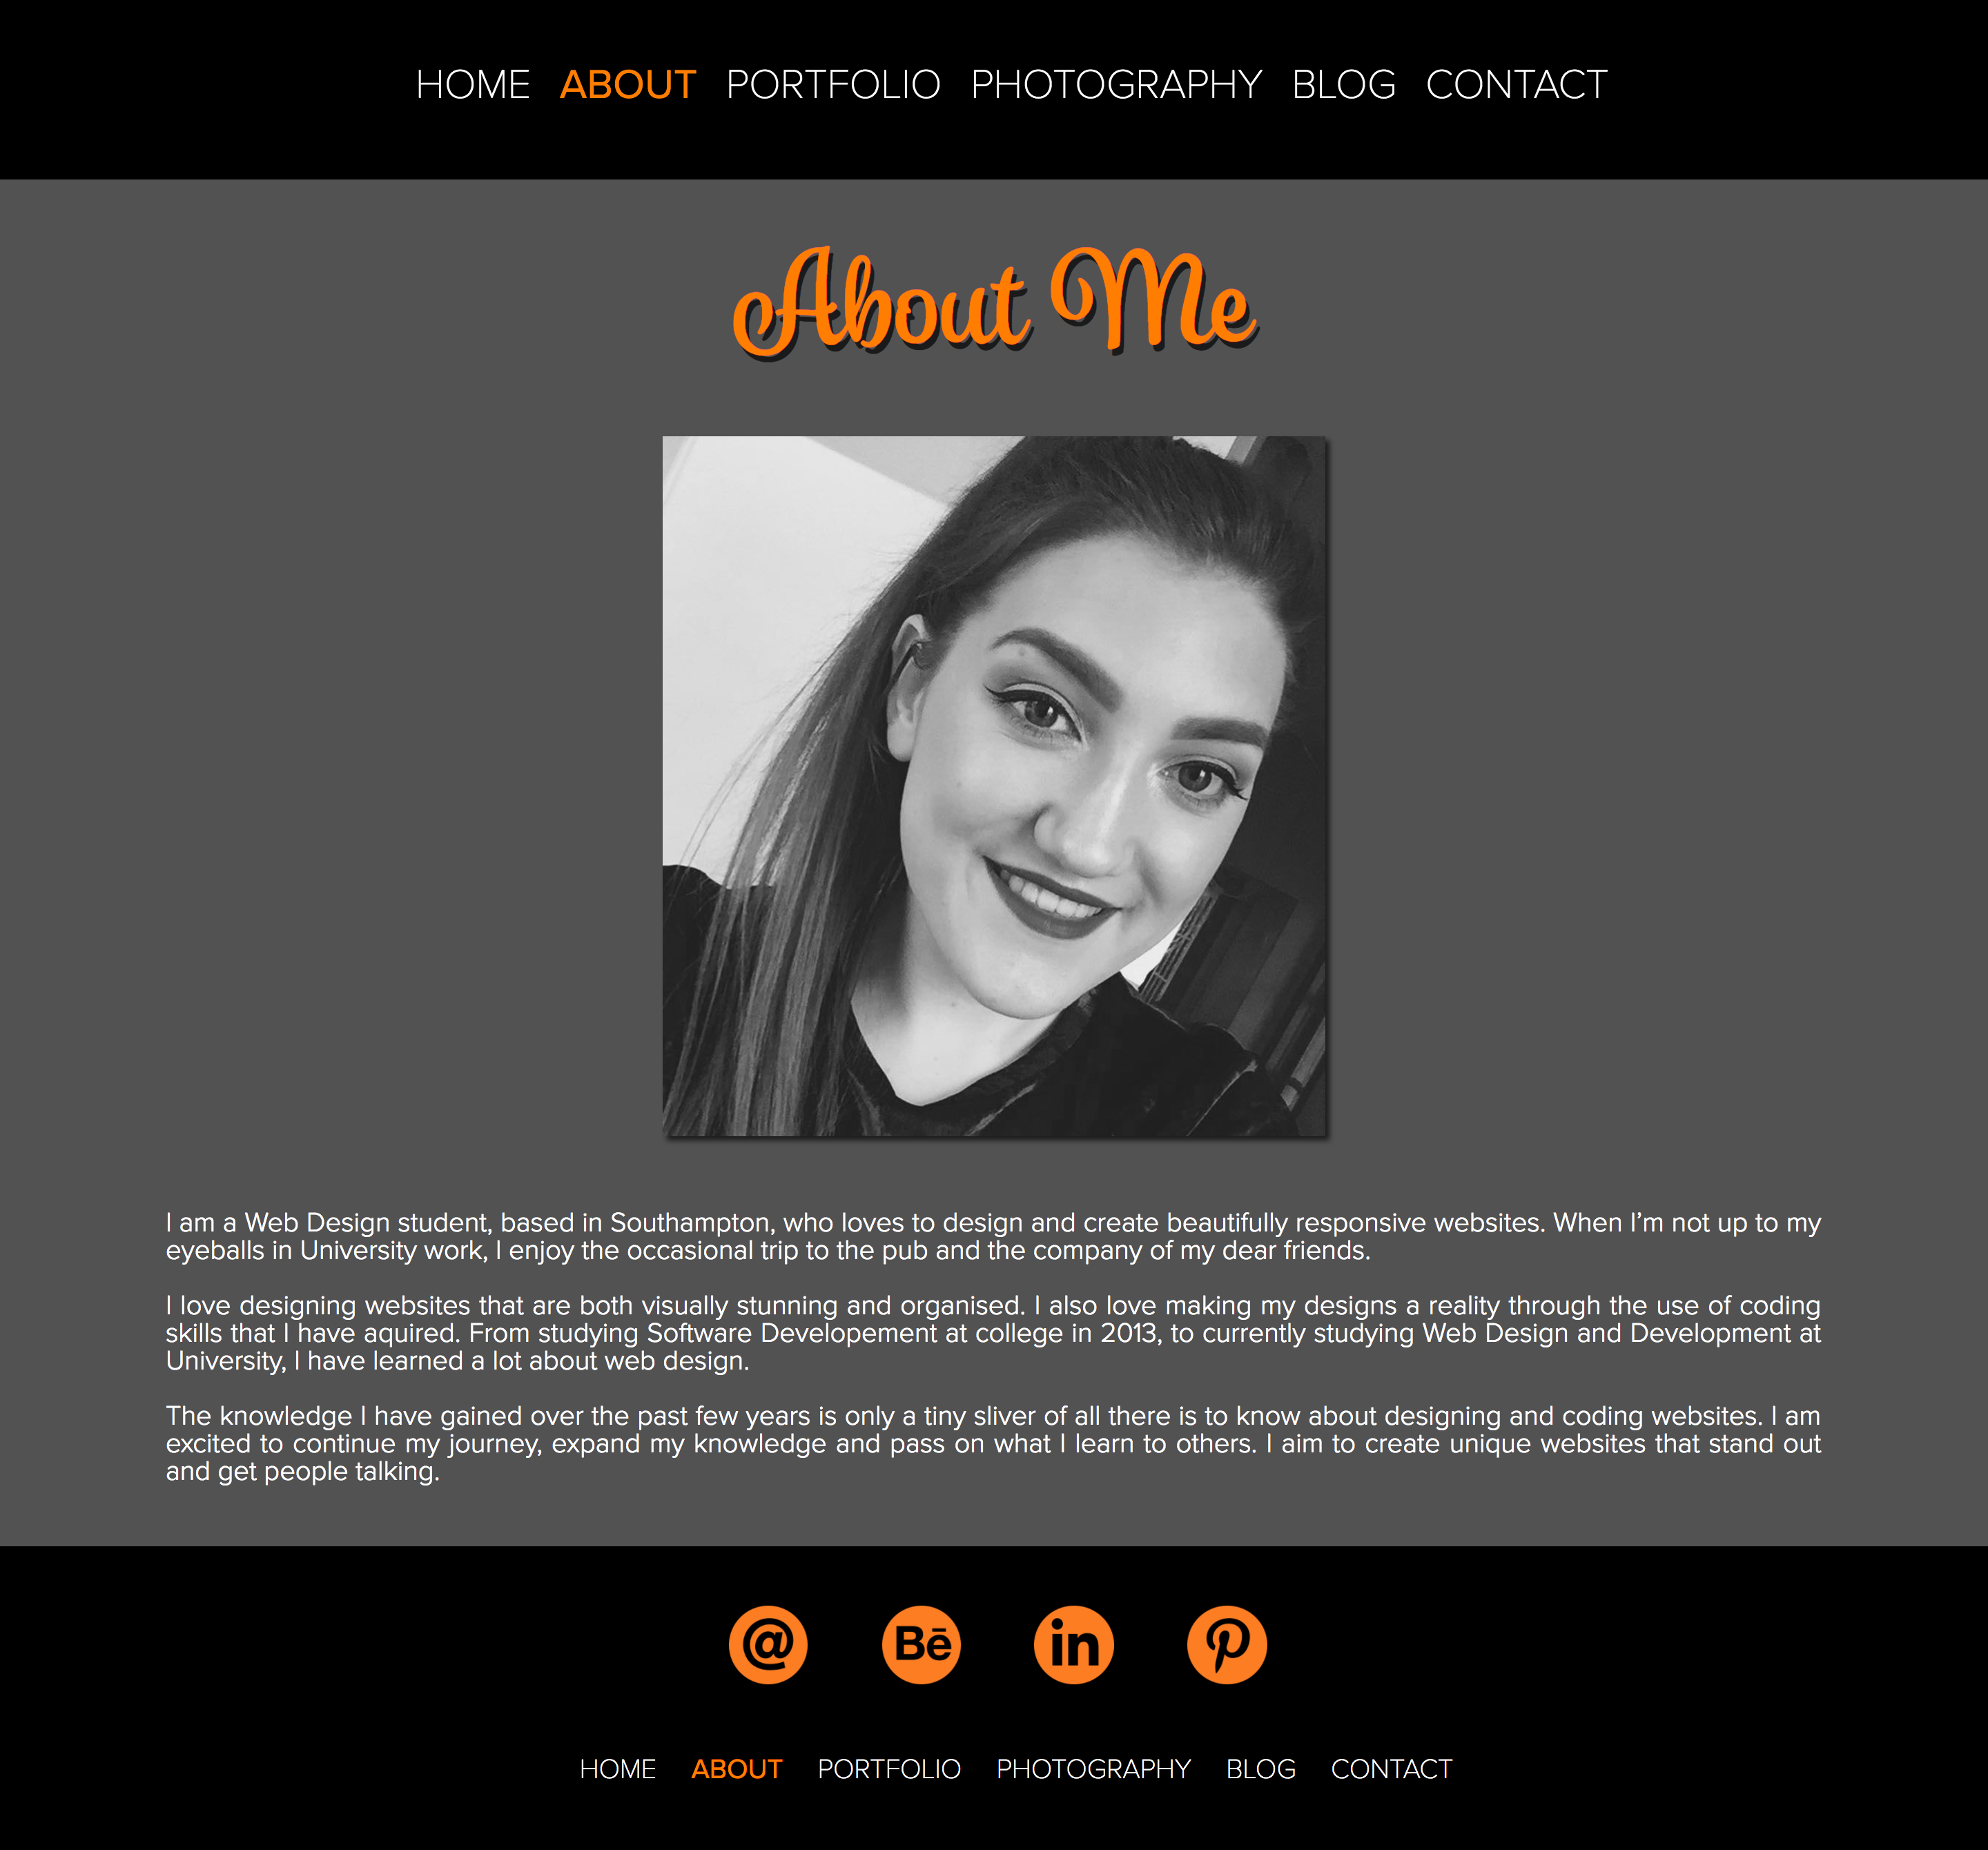 HOME ABOUT PORTFOLIO PHOTOGRAPHY BLOG CONTACT
About Me
I am a Web Design student, based in Southampton, who loves to design and create beautifully responsive websites. When I’m not up to my
eyeballs in University work, I enjoy the occasional trip to the pub and the company of my dear friends.
I love designing websites that are both visually stunning and organised. I also love making my designs a reality through the use of coding
skills that I have aquired. From studying Software Developement at college in 2013, to currently studying Web Design and Development at
University, I have learned a lot about web design.
The knowledge I have gained over the past few years is only a tiny sliver of all there is to know about designing and coding websites. I am
excited to continue my journey, expand my knowledge and pass on what I learn to others. I aim to create unique websites that stand out
and get people talking.
@ Bē in P
HOME ABOUT PORTFOLIO PHOTOGRAPHY BLOG CONTACT